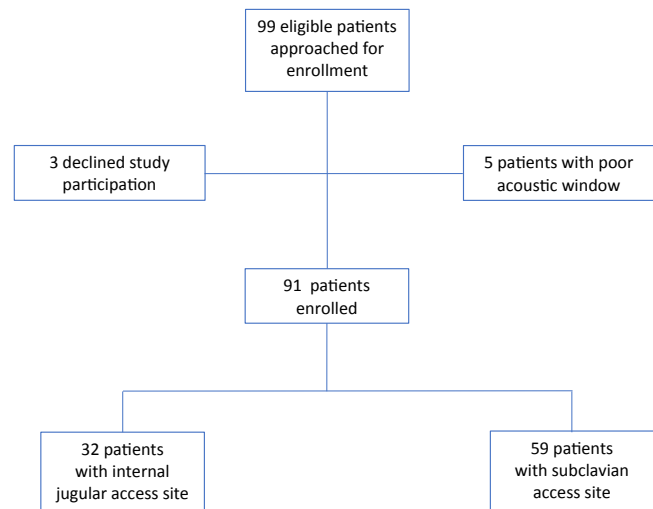 99 eligible patients
approached for
enrollment
3 declined study
participation
5 patients with poor
acoustic window
91 patients
enrolled
32 patients
with internal
jugular access site
59 patients
with subclavian
access site